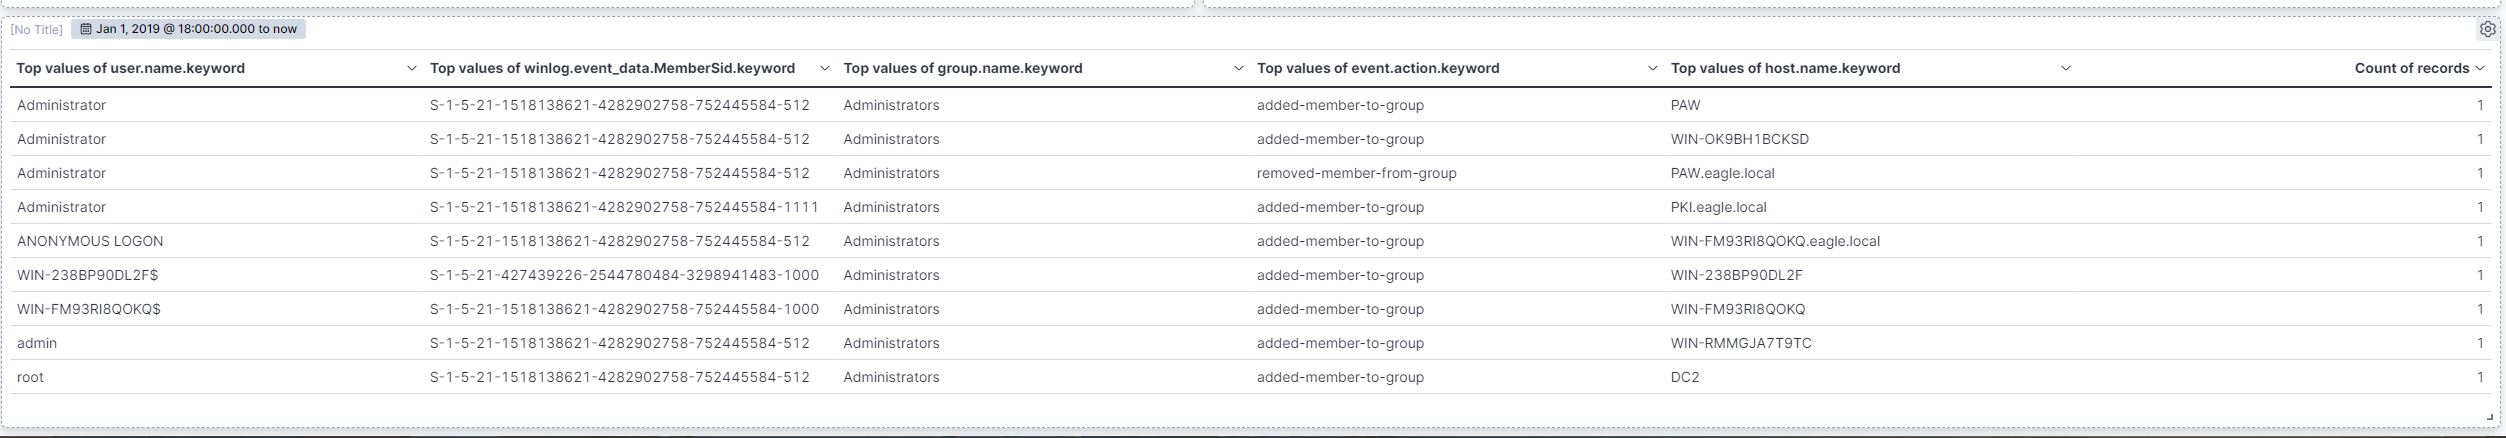 [No Title] Jan 1, 2019 @ 18:00:00.000 to now
Top values of user.name.keyword Top values of winlog.event_data.MemberSid.keyword Top values of group.name.keyword Top values of event.action.keyword Top values of host.name.keyword Count of records
Administrator S-1-5-21-1518138621-4282902758-752445584-512 Administrators added-member-to-group PAW 1
Administrator S-1-5-21-1518138621-4282902758-752445584-512 Administrators added-member-to-group WIN-OK9BH1BCKSD 1
Administrator S-1-5-21-1518138621-4282902758-752445584-512 Administrators removed-member-from-group PAW.eagle.local 1
Administrator S-1-5-21-1518138621-4282902758-752445584-1111 Administrators added-member-to-group PKI.eagle.local 1
ANONYMOUS LOGON S-1-5-21-1518138621-4282902758-752445584-512 Administrators added-member-to-group WIN-FM93RI8QOKQ.eagle.local 1
WIN-238BP90DL2F$ S-1-5-21-427439226-2544780484-3298941483-1000 Administrators added-member-to-group WIN-238BP90DL2F 1
WIN-FM93RI8QOKQ$ S-1-5-21-1518138621-4282902758-752445584-1000 Administrators added-member-to-group WIN-FM93RI8QOKQ 1
admin S-1-5-21-1518138621-4282902758-752445584-512 Administrators added-member-to-group WIN-RMMGJA7T9TC 1
root S-1-5-21-1518138621-4282902758-752445584-512 Administrators added-member-to-group DC2 1